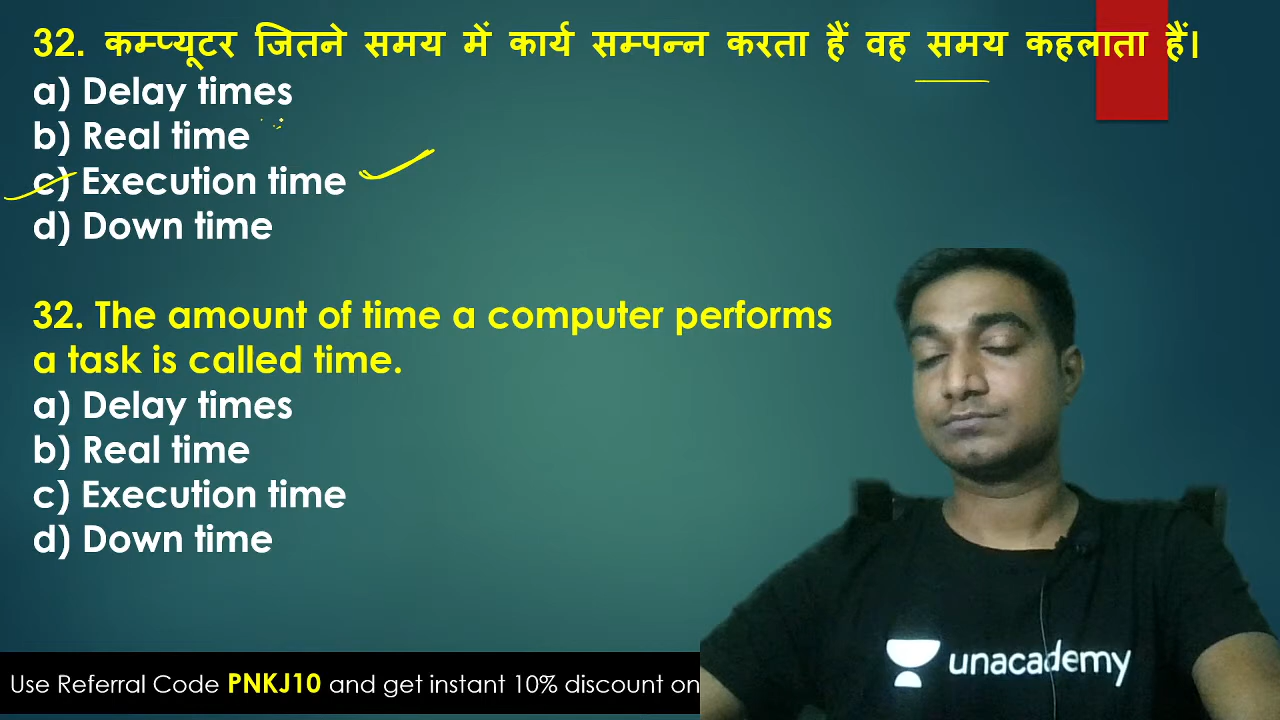 32. कम्प्यूटर जितने समय में कार्य सम्पन्न करता हैं वह समय कहलाता हैं।
a) Delay times
b) Real time
c) Execution time
d) Down time
32. The amount of time a computer performs
a task is called time.
a) Delay times
b) Real time
c) Execution time
d) Down time
unacademy
Use Referral Code PNKJ10 and get instant 10% discount on